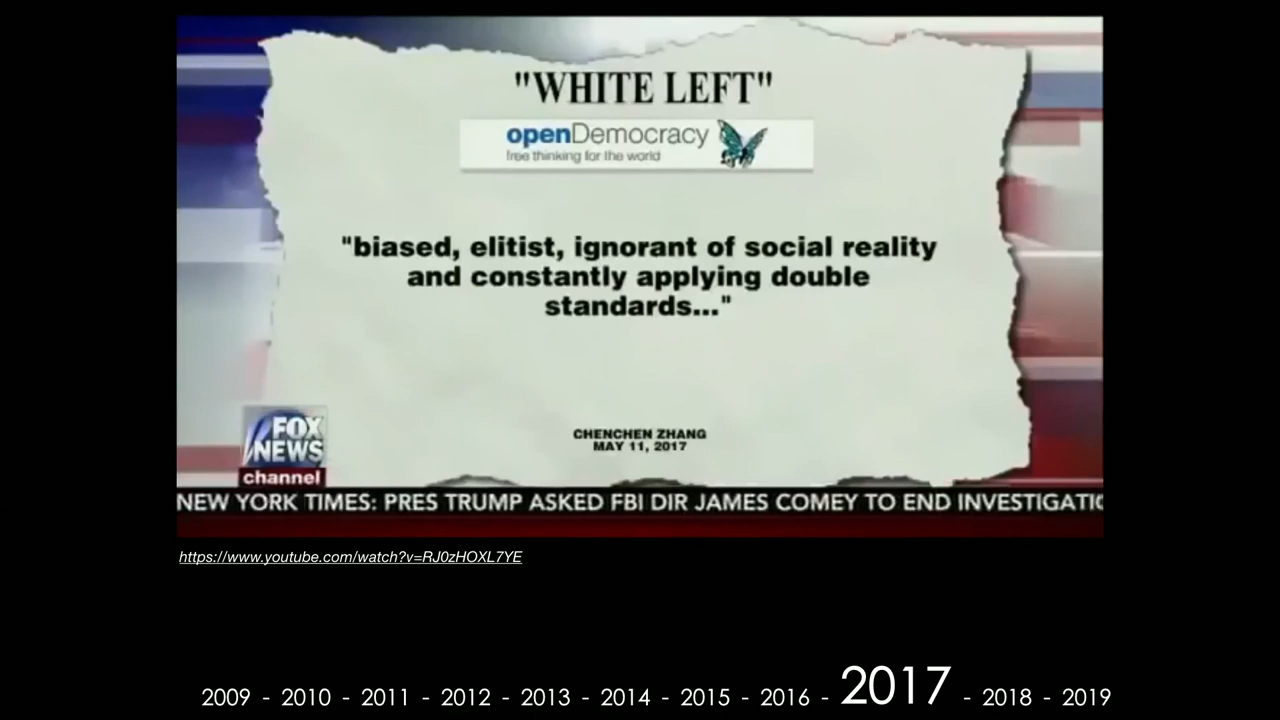 "WHITE LEFT"
openDemocracy
free thinking for the world
"biased, elitist, ignorant of social reality
and constantly applying double
standards..."
CHENCHEN ZHANG
MAY 11, 2017
FOX
NEWS
channel
NEW YORK TIMES: PRES TRUMP ASKED FBI DIR JAMES COMEY TO END INVESTIGATIO
https://www.youtube.com/watch?v=RJ0zHOXL7YE
2009 - 2010 - 2011 - 2012 - 2013 - 2014 - 2015 - 2016 - 2017 - 2018 - 2019